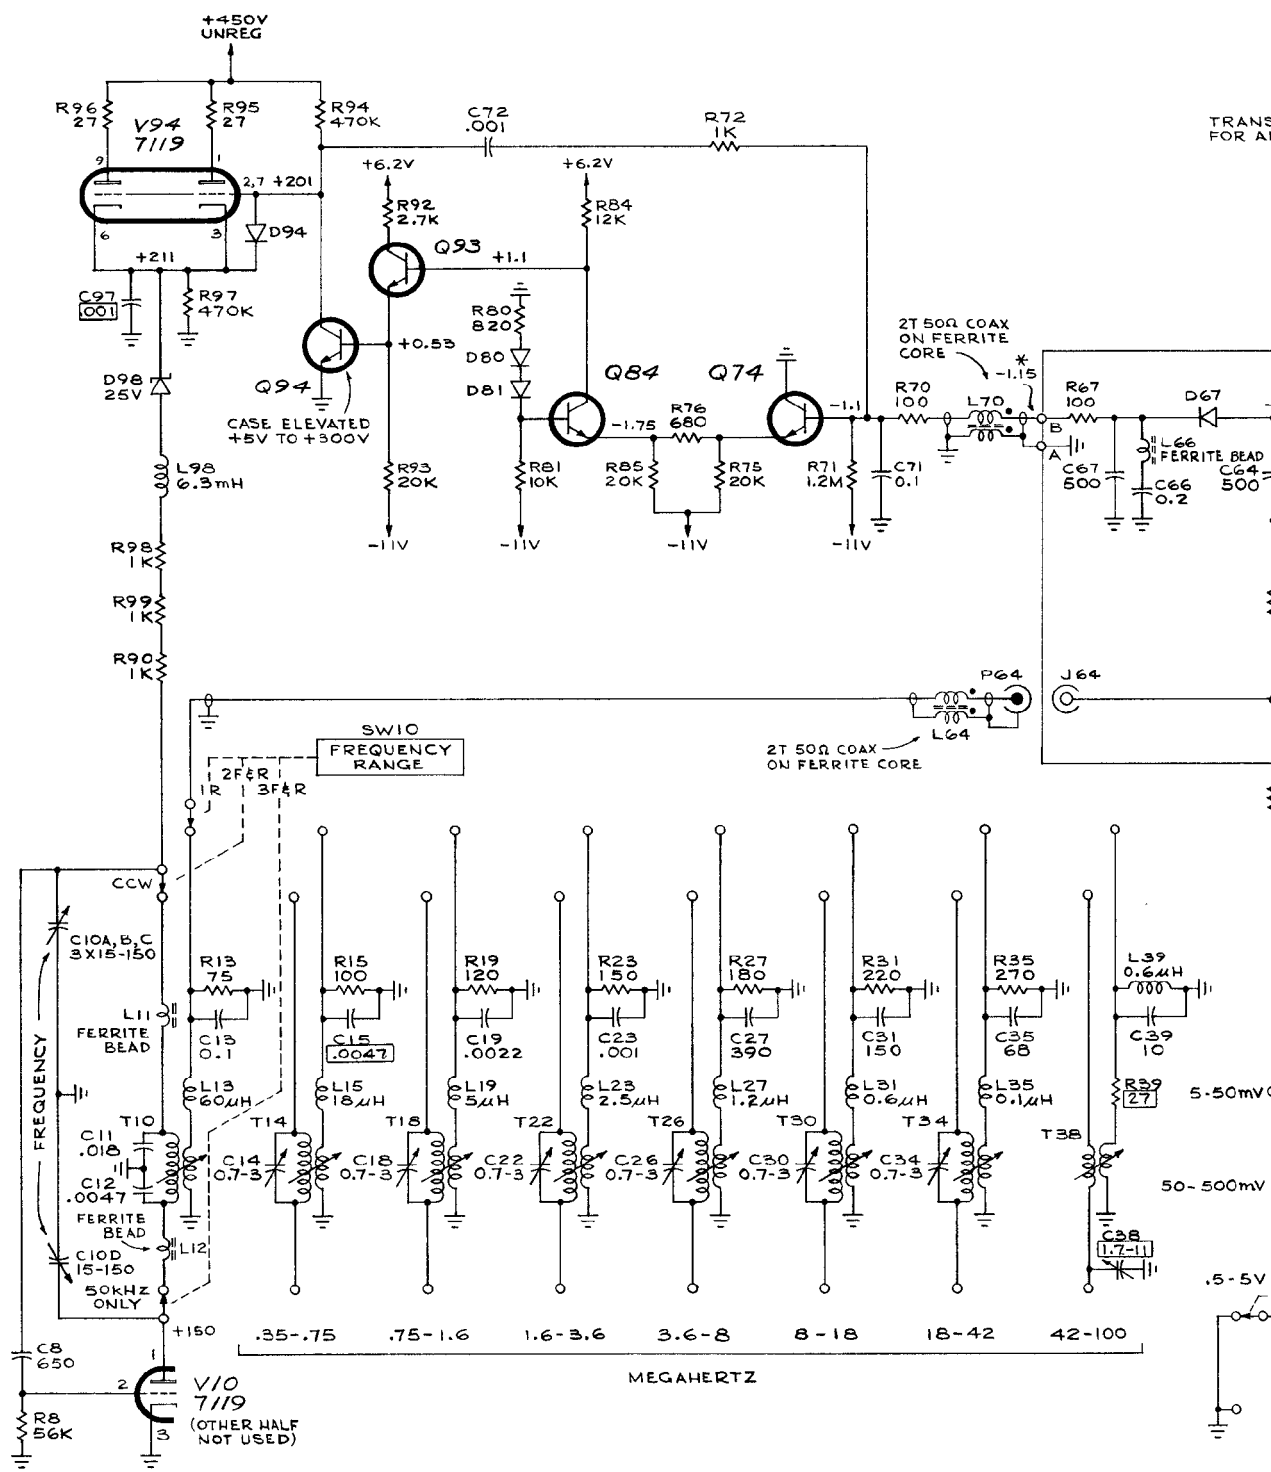 +450V
UNREG
R96
27
V94
7119
R95
27
R94
470K
C72
.001
R72
1K
TRANS
FOR A
9
1
2,7 +201
+6.2V
+6.2V
R92
2.7K
R84
12K
6
3
D94
+211
Q93
+1.1
C97
.001
R97
470K
R80
820
D80
D81
+0.53
2T 50Ω COAX
ON FERRITE
CORE
*
-1.15
D98
25V
Q94
CASE ELEVATED
+5V TO +300V
Q84
Q74
R76
680
-1.75
-1.1
R70
100
L70
B
A
R67
100
D67
L66
FERRITE BEAD
L98
6.3mH
R93
20K
R81
10K
R85
20K
R75
20K
R71
1.2M
C71
0.1
C67
500
C66
0.2
C64
500
-11V
-11V
-11V
-11V
R98
1K
R99
1K
R90
1K
P64
J64
L64
2T 50Ω COAX
ON FERRITE CORE
SW10
FREQUENCY
RANGE
1R
2F&R
3F&R
CCW
C10A,B,C
3X15-150
R13
75
R15
100
R19
120
R23
150
R27
180
R31
220
R35
270
L39
0.6μH
L11
FERRITE
BEAD
C13
0.1
C15
.0047
C19
.0022
C23
.001
C27
390
C31
150
C35
68
C39
10
FREQUENCY
L13
60μH
L15
18μH
L19
5μH
L23
2.5μH
L27
1.2μH
L31
0.6μH
L35
0.1μH
R39
27
5-50mV
T10
T14
T18
T22
T26
T30
T34
T38
C11
.018
C12
.0047
C14
0.7-3
C18
0.7-3
C22
0.7-3
C26
0.7-3
C30
0.7-3
C34
0.7-3
50-500mV
FERRITE
BEAD
L12
C38
1.7-11
C10D
15-150
50KHZ
ONLY
.5-5V
+150
.35-.75
.75-1.6
1.6-3.6
3.6-8
8-18
18-42
42-100
MEGAHERTZ
C8
650
1
2
3
V10
7119
(OTHER HALF
NOT USED)
R8
56K